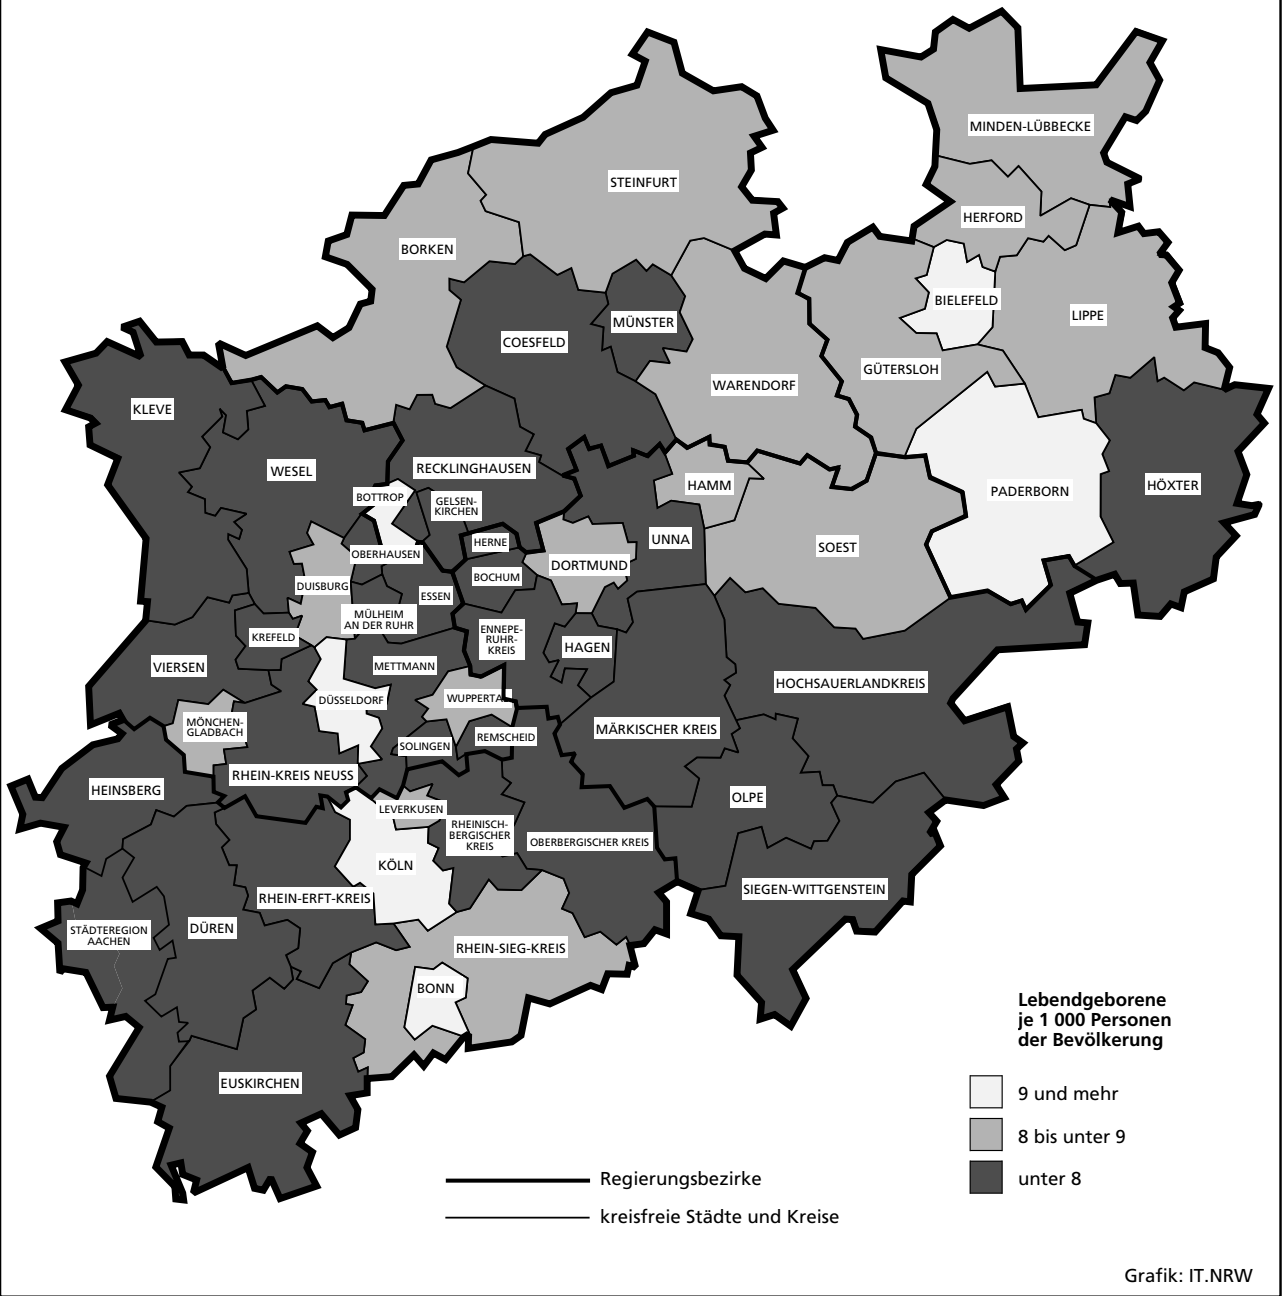 MINDEN-LÜBBECKE
STEINFURT
HERFORD
BORKEN
BIELEFELD
LIPPE
MÜNSTER
COESFELD
GÜTERSLOH
WARENDORF
KLEVE
RECKLINGHAUSEN
WESEL
HAMM
HÖXTER
PADERBORN
BOTTROP
GELSEN-
KIRCHEN
UNNA
HERNE
SOEST
OBERHAUSEN
DORTMUND
BOCHUM
DUISBURG
ESSEN
MÜLHEIM
AN DER RUHR
KREFELD
ENNEPE-
RUHR-
KREIS
HAGEN
VIERSEN
METTMANN
HOCHSAUERLANDKREIS
DÜSSELDORF
WUPPERTAL
MÖNCHEN-
GLADBACH
MÄRKISCHER KREIS
REMSCHEID
SOLINGEN
RHEIN-KREIS NEUSS
HEINSBERG
OLPE
LEVERKUSEN
RHEINISCH-
BERGISCHER
KREIS
OBERBERGISCHER KREIS
KÖLN
SIEGEN-WITTGENSTEIN
RHEIN-ERFT-KREIS
DÜREN
STÄDTEREGION
AACHEN
RHEIN-SIEG-KREIS
BONN
EUSKIRCHEN
Lebendgeborene
je 1 000 Personen
der Bevölkerung
9 und mehr
8 bis unter 9
unter 8
Regierungsbezirke
kreisfreie Städte und Kreise
Grafik: IT.NRW